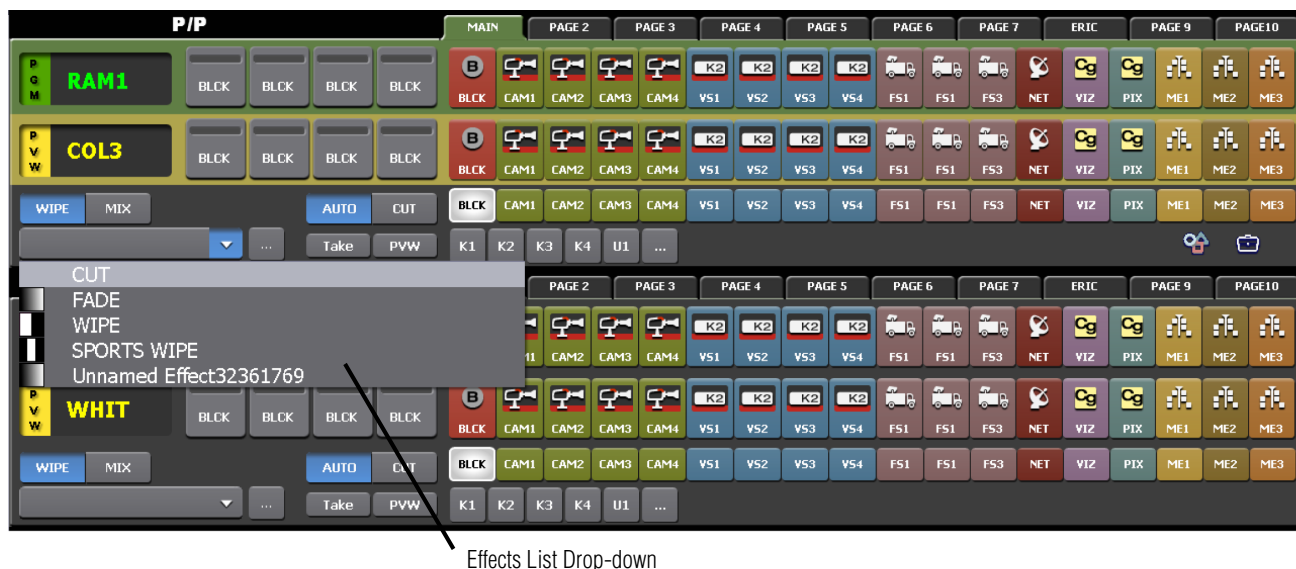 P/P MAIN PAGE 2 PAGE 3 PAGE 4 PAGE 5 PAGE 6 PAGE 7 ERIC PAGE 9 PAGE10
PGM RAM1 BLCK BLCK BLCK BLCK B K2 K2 K2 K2 Cg Cg
BLCK CAM1 CAM2 CAM3 CAM4 VS1 VS2 VS3 VS4 FS1 FS1 FS3 NET VIZ PIX ME1 ME2 ME3
PVW COL3 BLCK BLCK BLCK BLCK B K2 K2 K2 K2 Cg Cg
BLCK CAM1 CAM2 CAM3 CAM4 VS1 VS2 VS3 VS4 FS1 FS1 FS3 NET VIZ PIX ME1 ME2 ME3
WIPE MIX AUTO CUT BLCK CAM1 CAM2 CAM3 CAM4 VS1 VS2 VS3 VS4 FS1 FS1 FS3 NET VIZ PIX ME1 ME2 ME3
... Take PVW K1 K2 K3 K4 U1 ...
CUT PAGE 2 PAGE 3 PAGE 4 PAGE 5 PAGE 6 PAGE 7 ERIC PAGE 9 PAGE10
FADE
WIPE K2 K2 K2 K2 Cg Cg
SPORTS WIPE CAM2 CAM3 CAM4 VS1 VS2 VS3 VS4 FS1 FS1 FS3 NET VIZ PIX ME1 ME2 ME3
Unnamed Effect32361769
PVW WHIT BLCK BLCK BLCK BLCK B K2 K2 K2 K2 Cg Cg
BLCK CAM1 CAM2 CAM3 CAM4 VS1 VS2 VS3 VS4 FS1 FS1 FS3 NET VIZ PIX ME1 ME2 ME3
WIPE MIX AUTO CUT BLCK CAM1 CAM2 CAM3 CAM4 VS1 VS2 VS3 VS4 FS1 FS1 FS3 NET VIZ PIX ME1 ME2 ME3
... Take PVW K1 K2 K3 K4 U1 ...
Effects List Drop-down